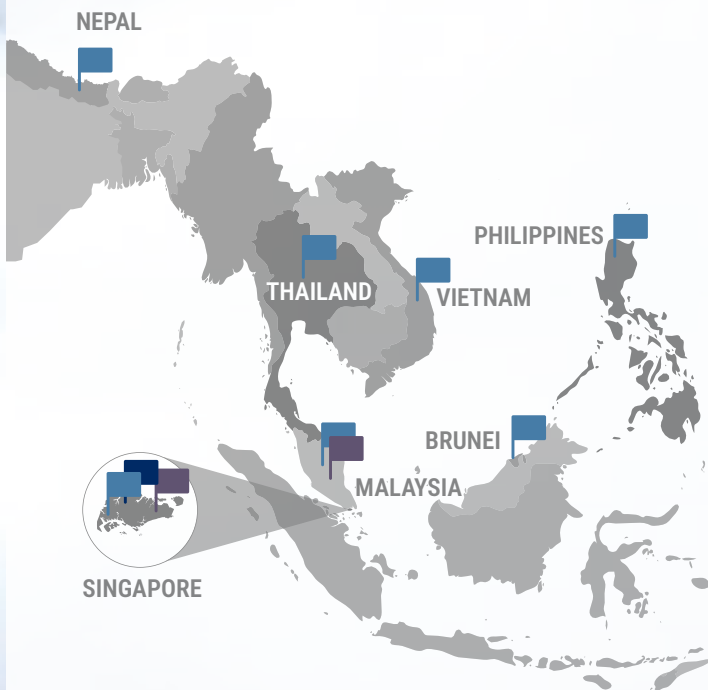 NEPAL
PHILIPPINES
THAILAND
VIETNAM
BRUNEI
MALAYSIA
SINGAPORE